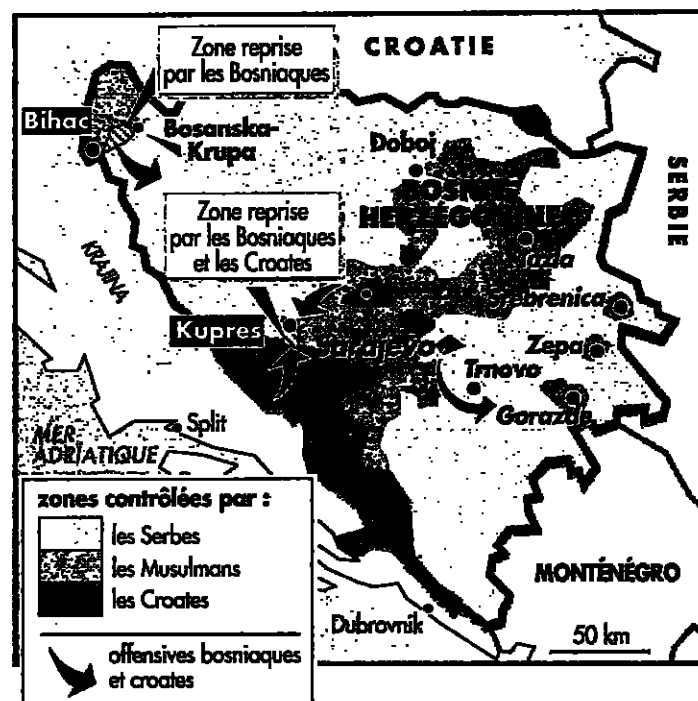 Zone reprise
par les Bosniaques
CROATIE
Bihac
Bosanska-
Krupa
Doboj
SERBIE
BOSNIE
HERZEGOVINE
Zone reprise
par les Bosniaques
et les Croates
KRAJINA
Srebrenica
Kupres
Sarajevo
Zepa
Trnovo
Gorazde
Split
MER
ADRIATIQUE
zones contrôlées par :
les Serbes
les Musulmans
les Croates
MONTÉNÉGRO
Dubrovnik
50 km
offensives bosniaques
et croates